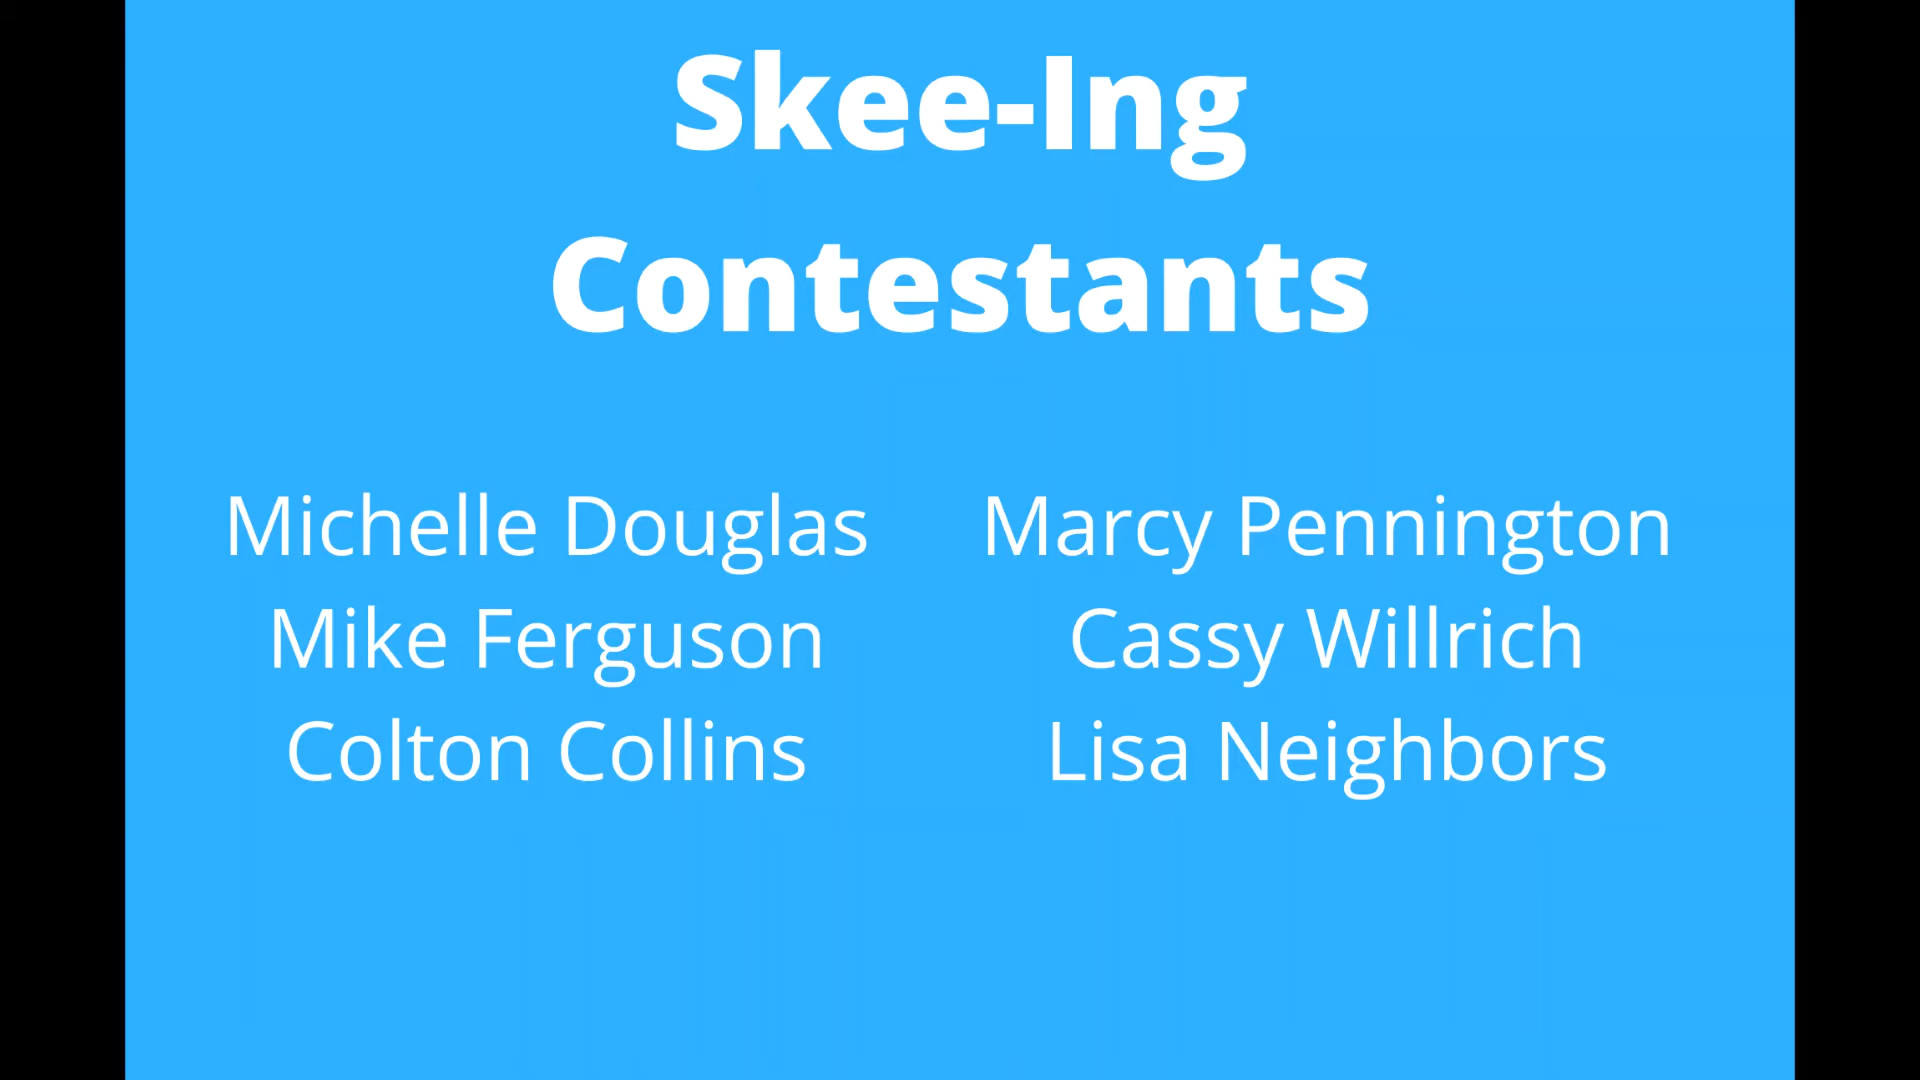 Skee-Ing
Contestants
Michelle Douglas
Mike Ferguson
Colton Collins
Marcy Pennington
Cassy Willrich
Lisa Neighbors